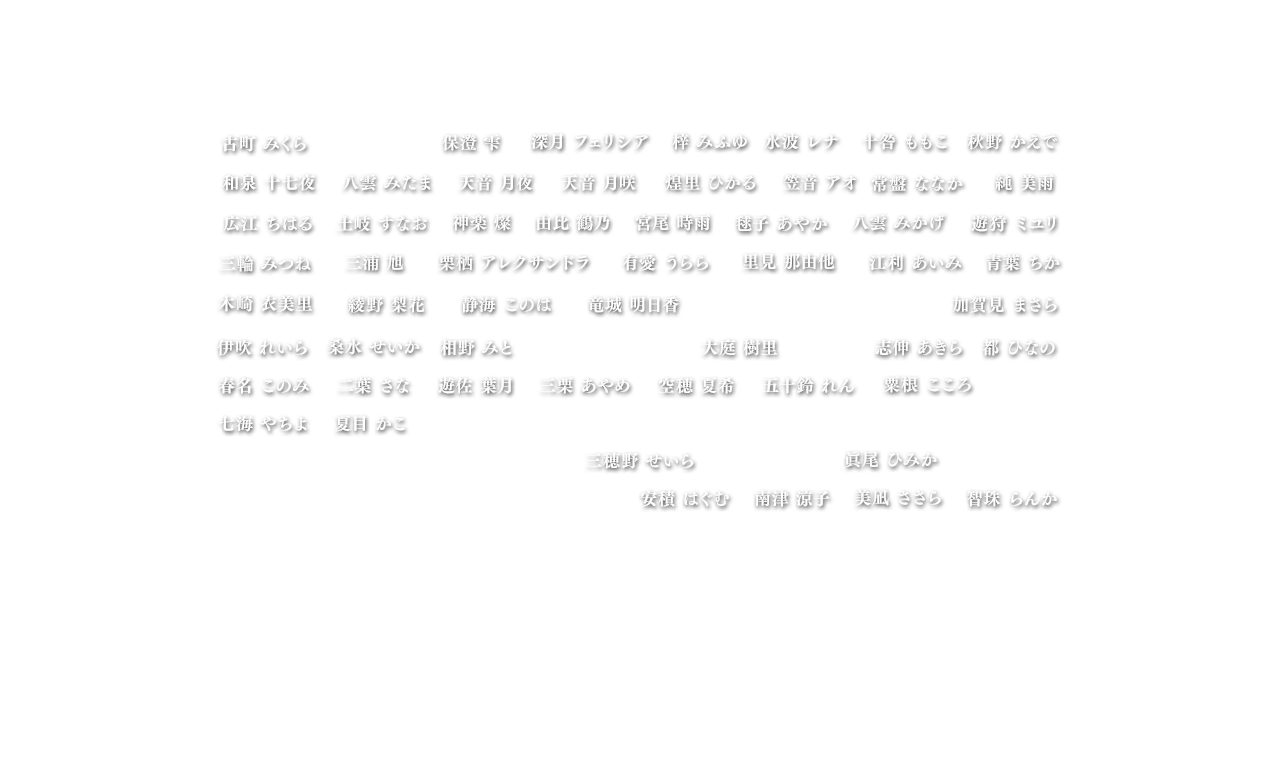 古町 みくら 保澄 雫 深月 フェリシア 梓 みふゆ 水波 レナ 十咎 ももこ 秋野 かえで
和泉 十七夜 八雲 みたま 天音 月夜 天音 月咲 煌里 ひかる 笠音 アオ 常盤 ななか 純 美雨
広江 ちはる 土岐 すなお 神楽 燦 由比 鶴乃 宮尾 時雨 毬子 あやか 八雲 みかげ 遊狩 ミユリ
三輪 みつね 三浦 旭 栗栖 アレクサンドラ 有愛 うらら 里見 那由他 江利 あいみ 青葉 ちか
木崎 衣美里 綾野 梨花 静海 このは 竜城 明日香 加賀見 まさら
伊吹 れいら 桑水 せいか 相野 みと 大庭 樹里 志伸 あきら 都 ひなの
春名 このみ 二葉 さな 遊佐 葉月 三栗 あやめ 空穂 夏希 五十鈴 れん 粟根 こころ
七海 やちよ 夏目 かこ
三穂野 せいら 眞尾 ひみか
安積 はぐむ 南津 涼子 美凪 ささら 智珠 らんか